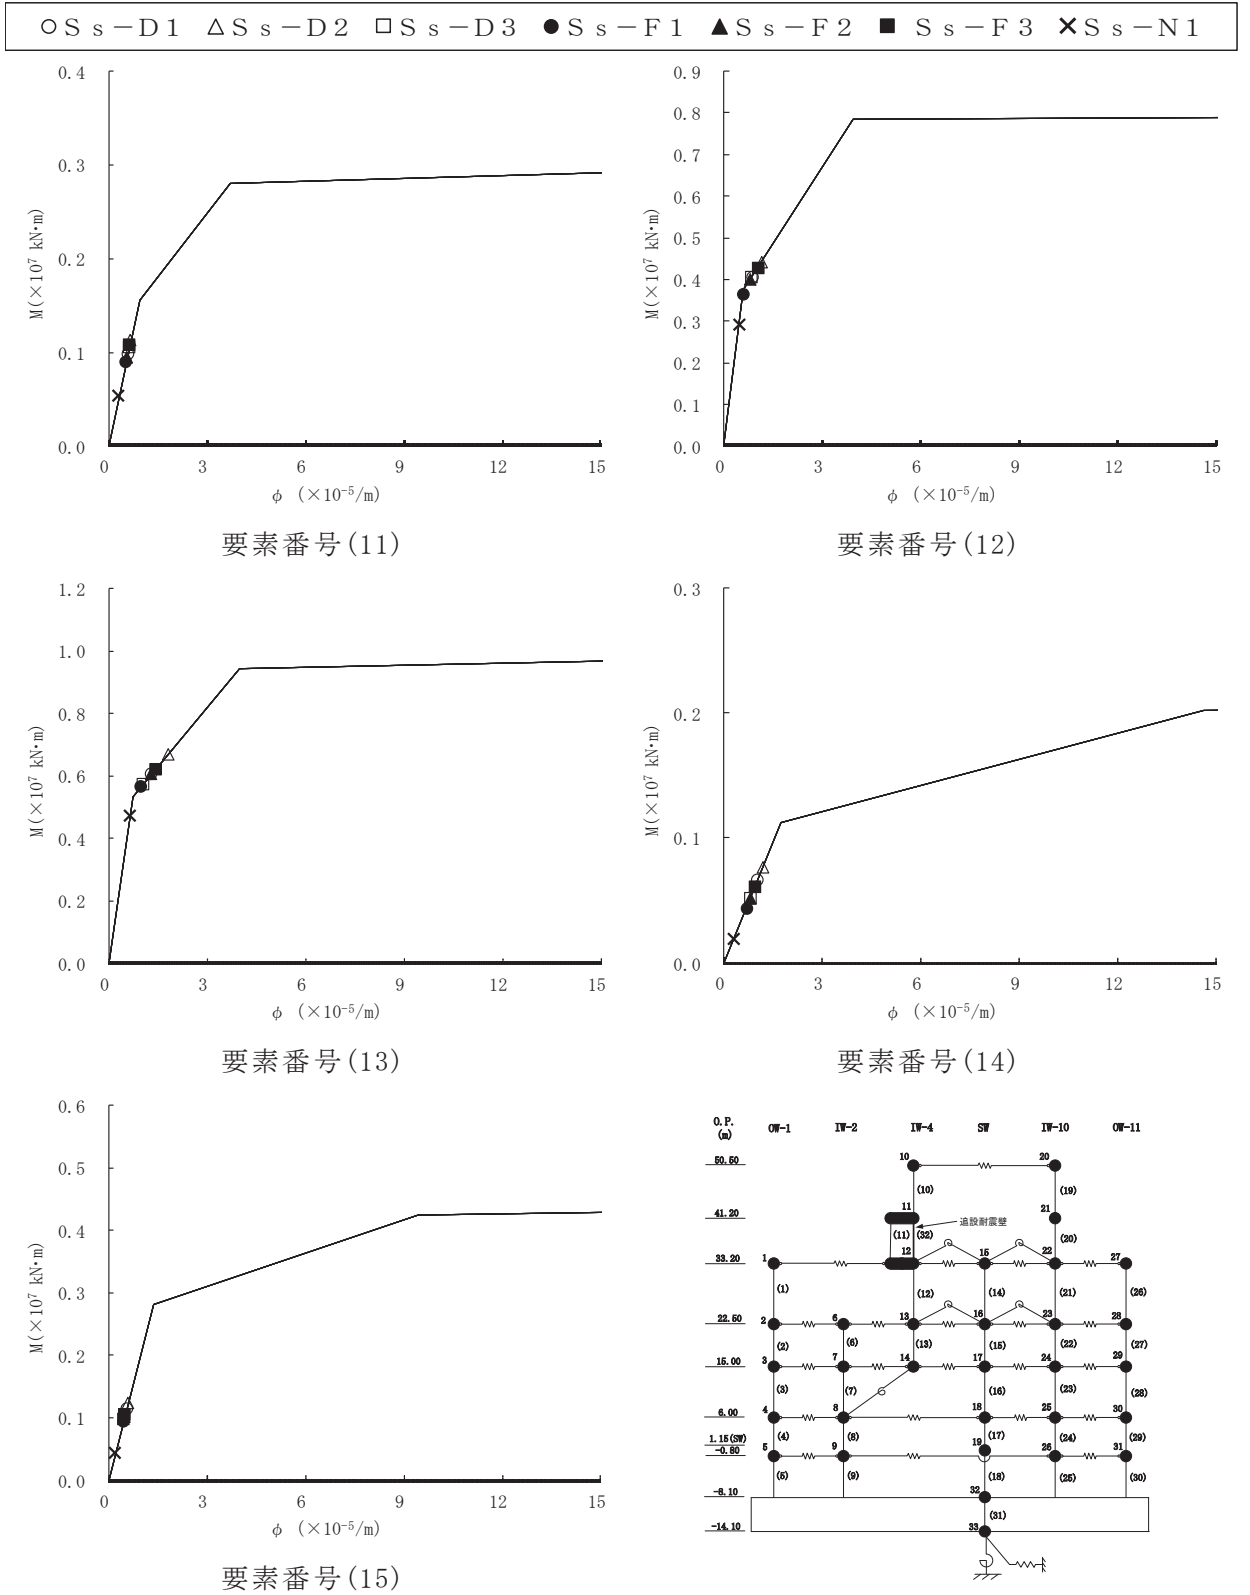 ○Ｓｓ－Ｄ１ △Ｓｓ－Ｄ２ □Ｓｓ－Ｄ３ ●Ｓｓ－Ｆ１ ▲Ｓｓ－Ｆ２ ■Ｓｓ－Ｆ３ ×Ｓｓ－Ｎ１
0.4
0.3
0.2
0.1
0.0
M(×10⁷ kN・m)
0 3 6 9 12 15
φ (×10⁻⁵/m)
要素番号(11)
0.9
0.8
0.7
0.6
0.5
0.4
0.3
0.2
0.1
0.0
M(×10⁷ kN・m)
0 3 6 9 12 15
φ (×10⁻⁵/m)
要素番号(12)
1.2
1.0
0.8
0.6
0.4
0.2
0.0
M(×10⁷ kN・m)
0 3 6 9 12 15
φ (×10⁻⁵/m)
要素番号(13)
0.3
0.2
0.1
0.0
M(×10⁷ kN・m)
0 3 6 9 12 15
φ (×10⁻⁵/m)
要素番号(14)
0.6
0.5
0.4
0.3
0.2
0.1
0.0
M(×10⁷ kN・m)
0 3 6 9 12 15
φ (×10⁻⁵/m)
要素番号(15)
O.P.
(m)
OW-1 IW-2 IW-4 SW IW-10 OW-11
50.50 10 20
(10) (19)
41.20 11 21
追設耐震壁
(11) (32) (20)
33.20 1 12 15 22 27
(1) (12) (14) (21) (26)
22.50 2 6 13 16 23 28
(2) (6) (13) (15) (22) (27)
15.00 3 7 14 17 24 29
(3) (7) (16) (23) (28)
6.00 4 8 18 25 30
(4) (8) (17) (24) (29)
1.15(SW) 19
-0.80 5 9 26 31
(5) (9) (18) (25) (30)
-8.10 32
(31)
-14.10 33